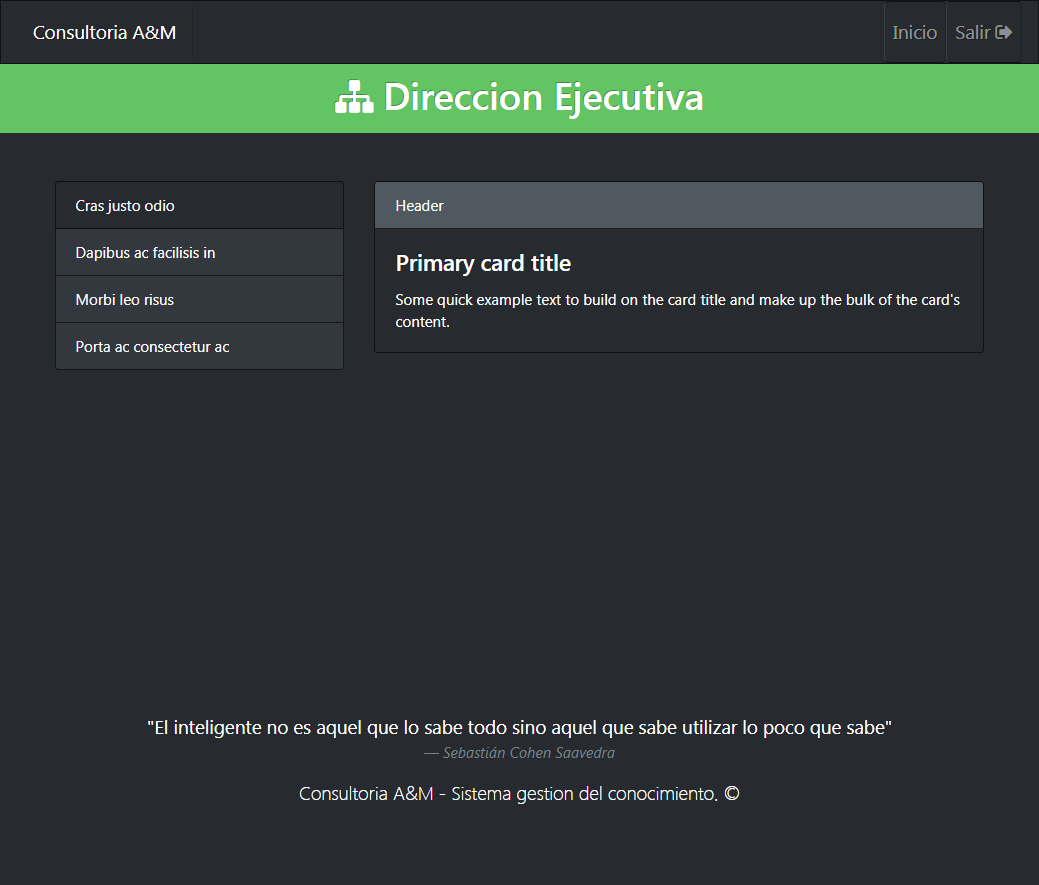 Consultoria A&M
Inicio
Salir
Direccion Ejecutiva
Cras justo odio
Dapibus ac facilisis in
Morbi leo risus
Porta ac consectetur ac
Header
Primary card title
Some quick example text to build on the card title and make up the bulk of the card's
content.
"El inteligente no es aquel que lo sabe todo sino aquel que sabe utilizar lo poco que sabe"
— Sebastián Cohen Saavedra
Consultoria A&M - Sistema gestion del conocimiento. ©